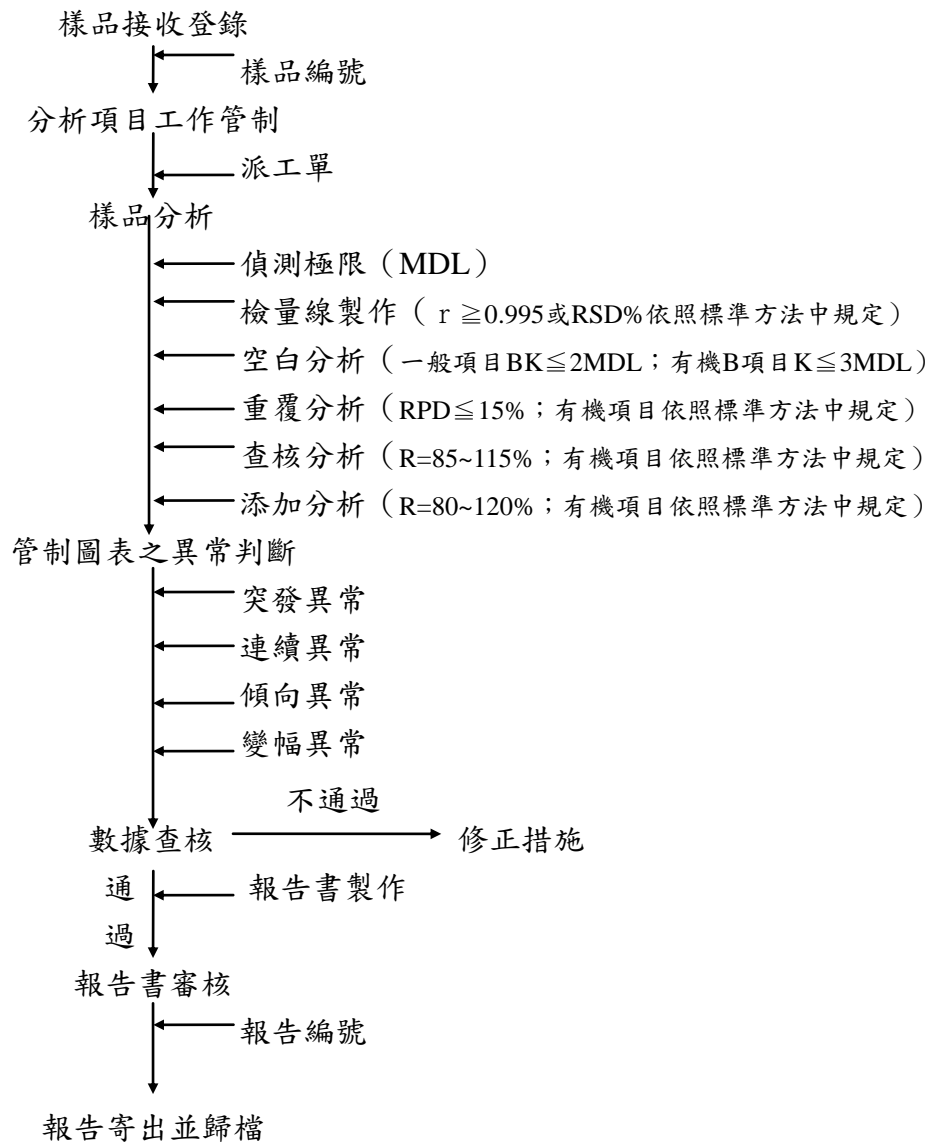 樣品接收登錄
樣品編號
分析項目工作管制
派工單
樣品分析
偵測極限（MDL）
檢量線製作（ｒ≧0.995或RSD%依照標準方法中規定）
空白分析（一般項目BK≦2MDL；有機B項目K≦3MDL）
重覆分析（RPD≦15%；有機項目依照標準方法中規定）
查核分析（R=85~115%；有機項目依照標準方法中規定）
添加分析（R=80~120%；有機項目依照標準方法中規定）
管制圖表之異常判斷
突發異常
連續異常
傾向異常
變幅異常
不通過
數據查核
修正措施
通
過
報告書製作
報告書審核
報告編號
報告寄出並歸檔